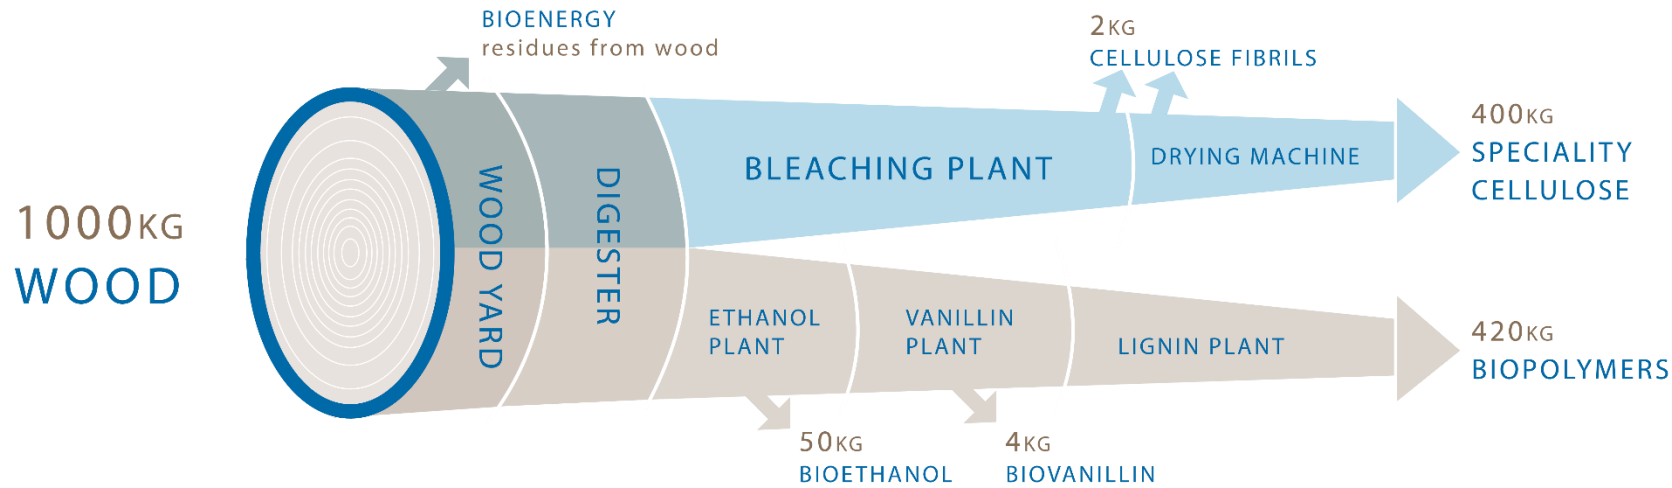 1000KG
WOOD
BIOENERGY
residues from wood
WOOD YARD
DIGESTER
BLEACHING PLANT
2KG
CELLULOSE FIBRILS
DRYING MACHINE
400KG
SPECIALITY
CELLULOSE
ETHANOL
PLANT
VANILLIN
PLANT
LIGNIN PLANT
50KG
BIOETHANOL
4KG
BIOVANILLIN
420KG
BIOPOLYMERS